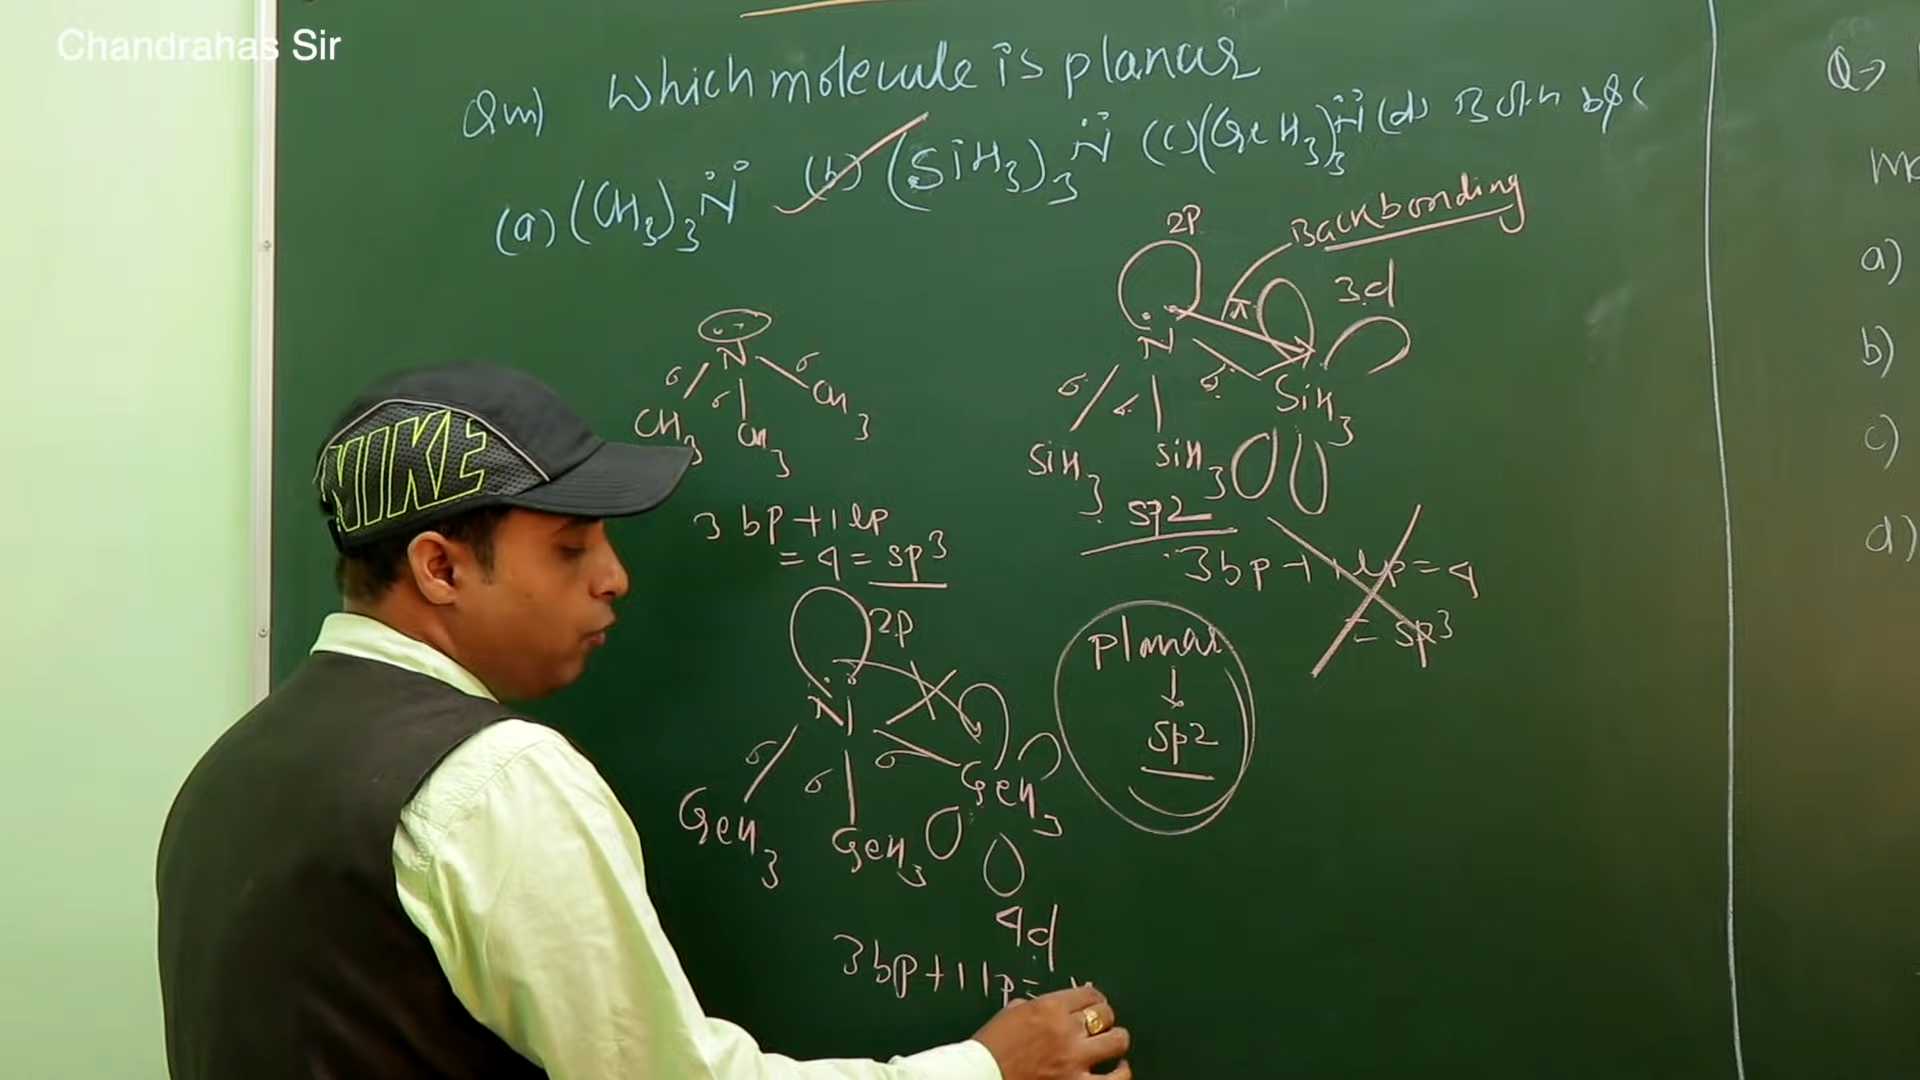 Chandrahas Sir
Qm) Which molecule is planar
(a) (CH3)3N̈ (b) (SiH3)3N̈ (c) (GeH3)3N̈ (d) Both b & c
Backbonding
2P
π
3d
N
σ
σ
σ
SiH3
SiH3
SiH3
sp2
3bp+1lp=4
=sp3
N
σ
σ
σ
CH3
CH3
CH3
3bp+1lp
=4=sp3
NIKE
2P
N
σ
σ
σ
GeH3
GeH3
GeH3
4d
3bp+1lp=
planar
↓
sp2
Q→
a)
b)
c)
d)